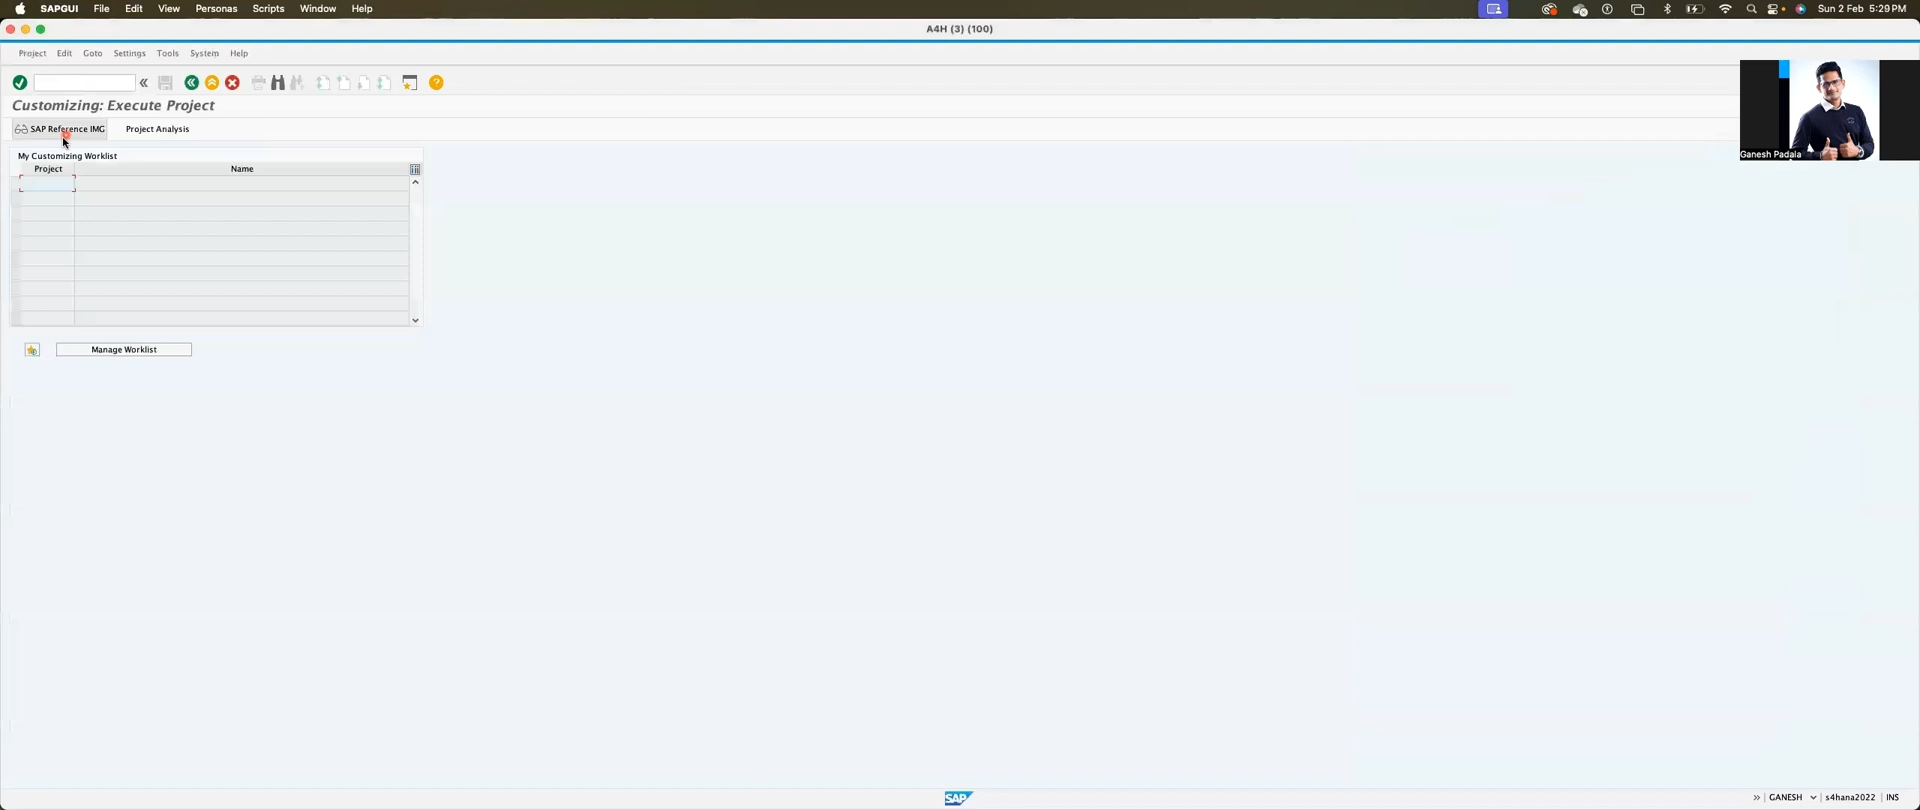 SAPGUI File Edit View Personas Scripts Window Help Sun 2 Feb 5:29 PM
A4H (3) (100)
Project Edit Goto Settings Tools System Help
Customizing: Execute Project
SAP Reference IMG Project Analysis
My Customizing Worklist
Project Name
Manage Worklist
Ganesh Padala
SAP » GANESH s4hana2022 INS